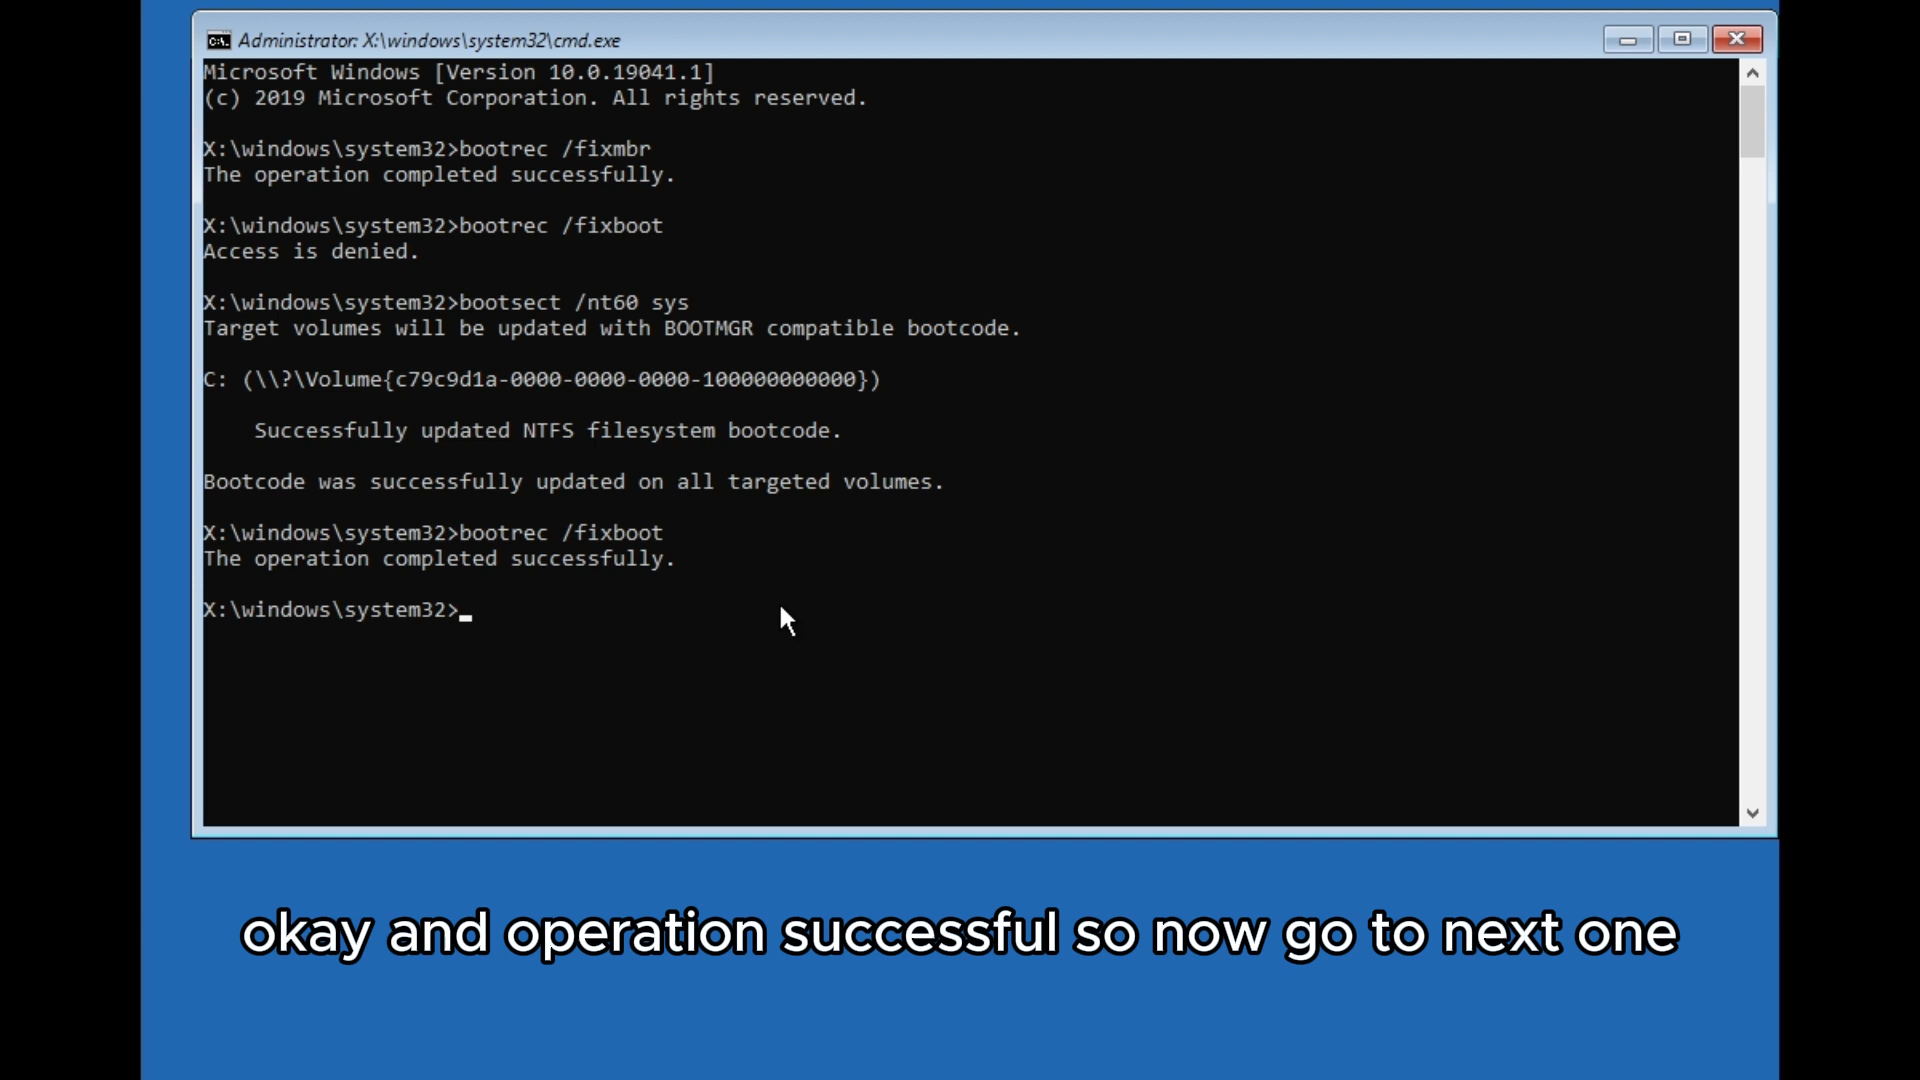 Administrator: X:\windows\system32\cmd.exe
Microsoft Windows [Version 10.0.19041.1]
(c) 2019 Microsoft Corporation. All rights reserved.
X:\windows\system32>bootrec /fixmbr
The operation completed successfully.
X:\windows\system32>bootrec /fixboot
Access is denied.
X:\windows\system32>bootsect /nt60 sys
Target volumes will be updated with BOOTMGR compatible bootcode.
C: (\\?\Volume{c79c9d1a-0000-0000-0000-100000000000})
Successfully updated NTFS filesystem bootcode.
Bootcode was successfully updated on all targeted volumes.
X:\windows\system32>bootrec /fixboot
The operation completed successfully.
X:\windows\system32>
okay and operation successful so now go to next one